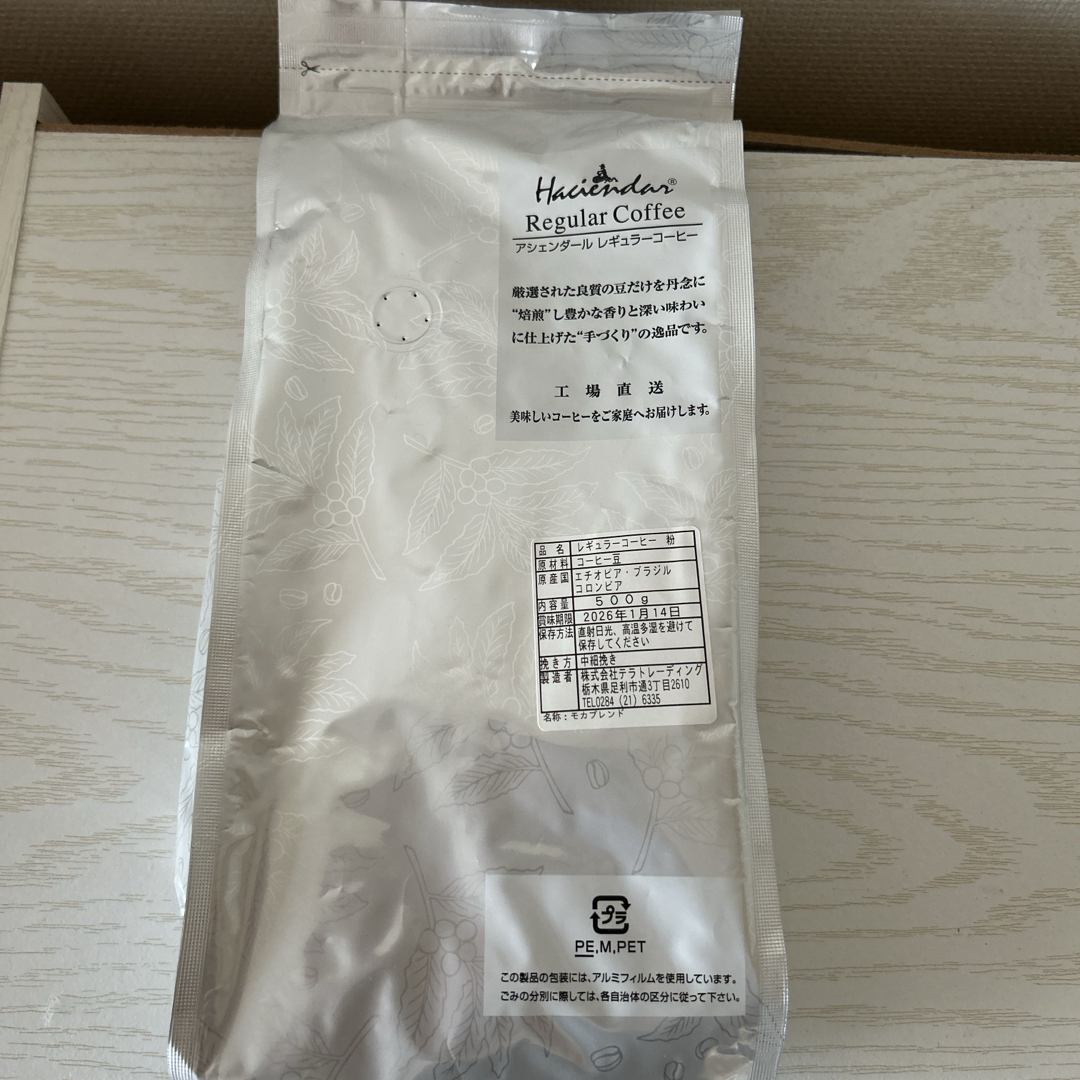 Haciendar®
Regular Coffee
アシェンダール レギュラーコーヒー
厳選された良質の豆だけを丹念に
“焙煎”し豊かな香りと深い味わい
に仕上げた“手づくり”の逸品です。
工場直送
美味しいコーヒーをご家庭へお届けします。
品名 レギュラーコーヒー 粉
原材料 コーヒー豆
原産国 エチオピア・ブラジル
コロンビア
内容量 500g
賞味期限 2026年1月14日
保存方法 直射日光、高温多湿を避けて
保存してください
挽き方 中細挽き
製造者 株式会社テラトレーディング
栃木県足利市通3丁目2610
TEL0284 (21) 6335
名称：モカブレンド
プラ
PE,M,PET
この製品の包装には、アルミフィルムを使用しています。
ごみの分別に際しては、各自治体の区分に従って下さい。